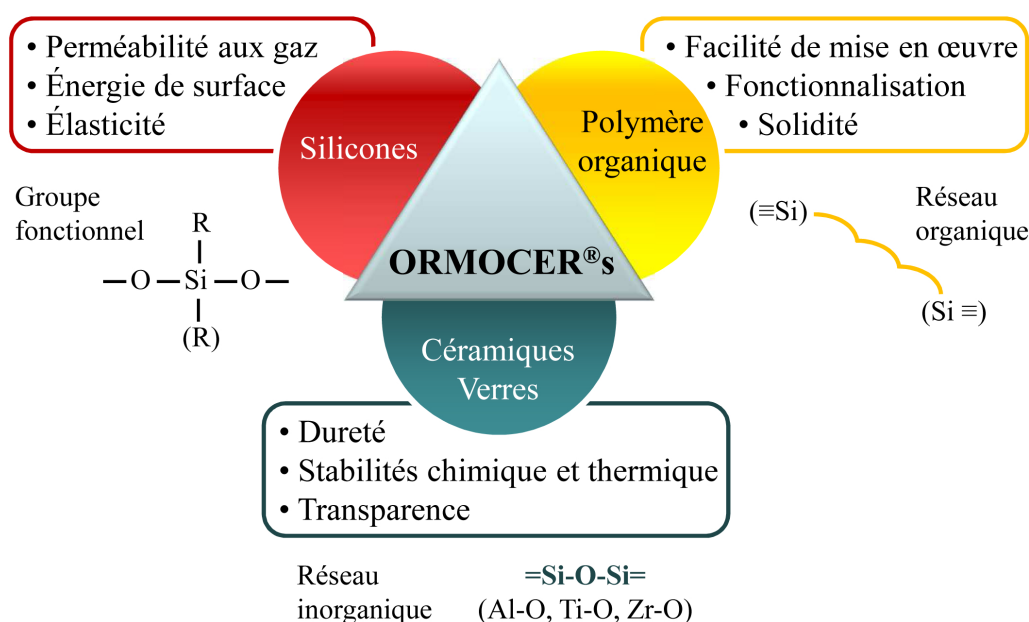 • Perméabilité aux gaz
• Énergie de surface
• Élasticité
• Facilité de mise en œuvre
• Fonctionnalisation
• Solidité
Silicones
Polymère
organique
Groupe
fonctionnel
R
O Si O
(R)
(≡Si)
Réseau
organique
(Si ≡)
ORMOCER®s
Céramiques
Verres
• Dureté
• Stabilités chimique et thermique
• Transparence
Réseau
inorganique
=Si-O-Si=
(Al-O, Ti-O, Zr-O)